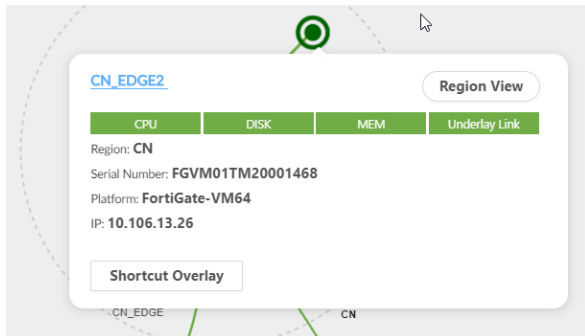 CN_EDGE2
Region View
CPU DISK MEM Underlay Link
Region: CN
Serial Number: FGVM01TM20001468
Platform: FortiGate-VM64
IP: 10.106.13.26
Shortcut Overlay
CN_EDGE CN